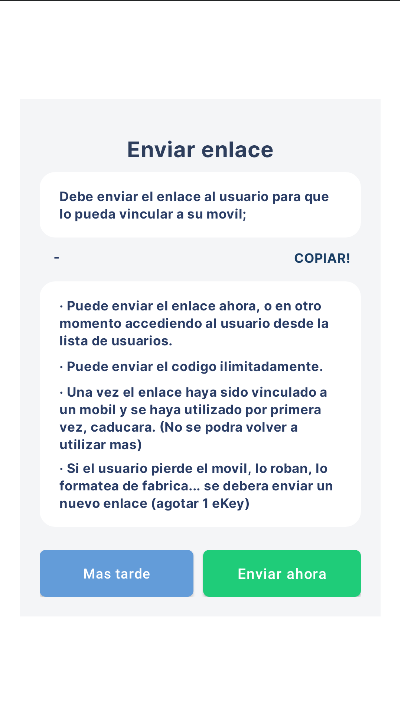 Enviar enlace
Debe enviar el enlace al usuario para que
lo pueda vincular a su movil;
- COPIAR!
· Puede enviar el enlace ahora, o en otro
momento accediendo al usuario desde la
lista de usuarios.
· Puede enviar el codigo ilimitadamente.
· Una vez el enlace haya sido vinculado a
un mobil y se haya utilizado por primera
vez, caducara. (No se podra volver a
utilizar mas)
· Si el usuario pierde el movil, lo roban, lo
formatea de fabrica... se debera enviar un
nuevo enlace (agotar 1 eKey)
Mas tarde Enviar ahora